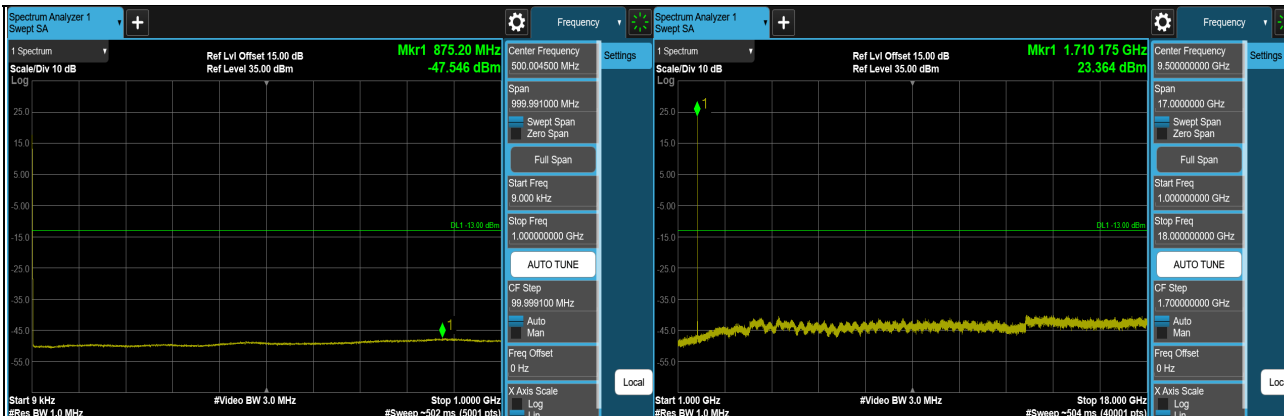 Spectrum Analyzer 1
Swept SA
+
Frequency
1 Spectrum
Scale/Div 10 dB
Log
Ref Lvl Offset 15.00 dB
Ref Level 35.00 dBm
Mkr1 875.20 MHz
-47.546 dBm
25.0
15.0
5.00
-5.00
-15.0
-25.0
-35.0
-45.0
-55.0
DL1 -13.00 dBm
1
Start 9 kHz
#Res BW 1.0 MHz
#Video BW 3.0 MHz
Stop 1.0000 GHz
#Sweep ~502 ms (5001 pts)
Center Frequency
500.004500 MHz
Span
999.991000 MHz
Swept Span
Zero Span
Full Span
Start Freq
9.000 kHz
Stop Freq
1.000000000 GHz
AUTO TUNE
CF Step
99.999100 MHz
Auto
Man
Freq Offset
0 Hz
X Axis Scale
Log
Lin
Settings
Local
Spectrum Analyzer 1
Swept SA
+
Frequency
1 Spectrum
Scale/Div 10 dB
Log
Ref Lvl Offset 15.00 dB
Ref Level 35.00 dBm
Mkr1 1.710 175 GHz
23.364 dBm
25.0
15.0
5.00
-5.00
-15.0
-25.0
-35.0
-45.0
-55.0
1
DL1 -13.00 dBm
Start 1.000 GHz
#Res BW 1.0 MHz
#Video BW 3.0 MHz
Stop 18.000 GHz
#Sweep ~504 ms (40001 pts)
Center Frequency
9.500000000 GHz
Span
17.0000000 GHz
Swept Span
Zero Span
Full Span
Start Freq
1.000000000 GHz
Stop Freq
18.000000000 GHz
AUTO TUNE
CF Step
1.700000000 GHz
Auto
Man
Freq Offset
0 Hz
X Axis Scale
Log
Lin
Settings
Loc